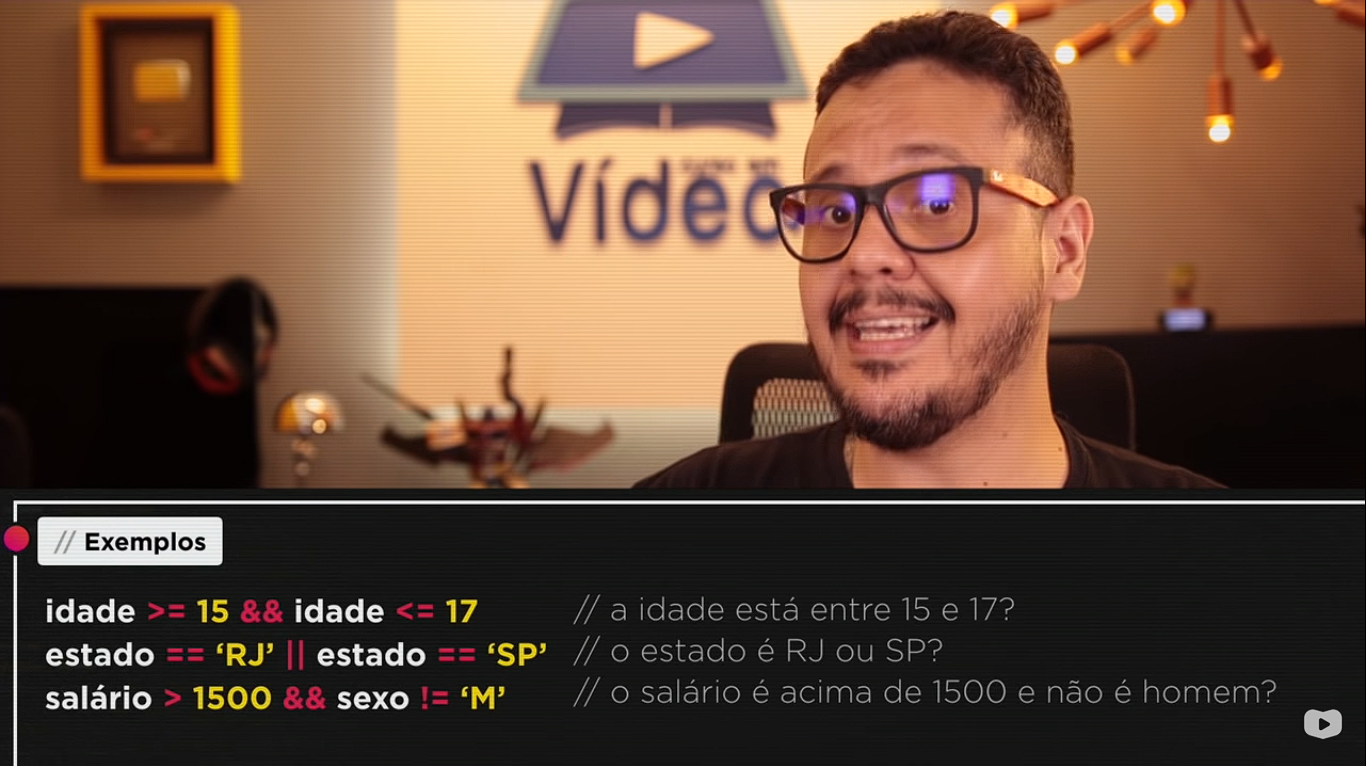 Vídeo
// Exemplos
idade >= 15 && idade <= 17 // a idade está entre 15 e 17?
estado == ‘RJ’ || estado == ‘SP’ // o estado é RJ ou SP?
salário > 1500 && sexo != ‘M’ // o salário é acima de 1500 e não é homem?